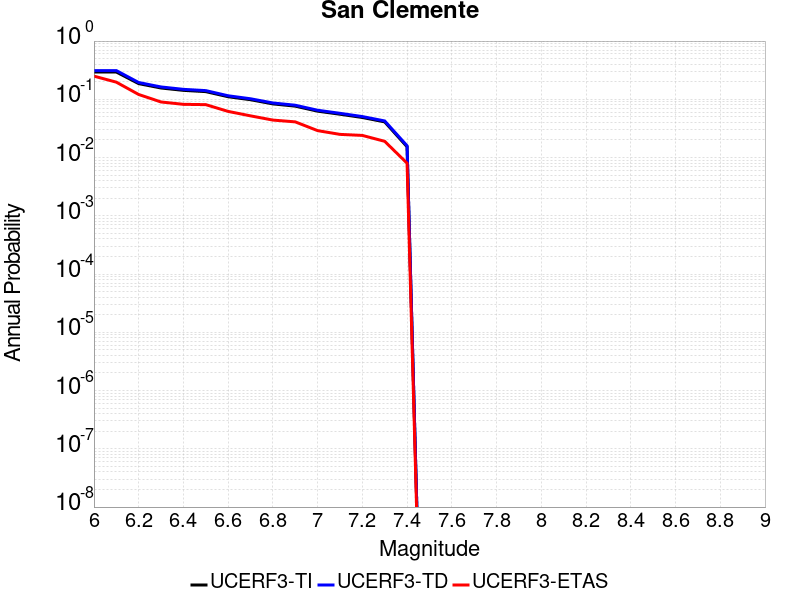 San Clemente
10^0
10^-1
10^-2
10^-3
10^-4
10^-5
10^-6
10^-7
10^-8
Annual Probability
6 6.2 6.4 6.6 6.8 7 7.2 7.4 7.6 7.8 8 8.2 8.4 8.6 8.8 9
Magnitude
UCERF3-TI UCERF3-TD UCERF3-ETAS